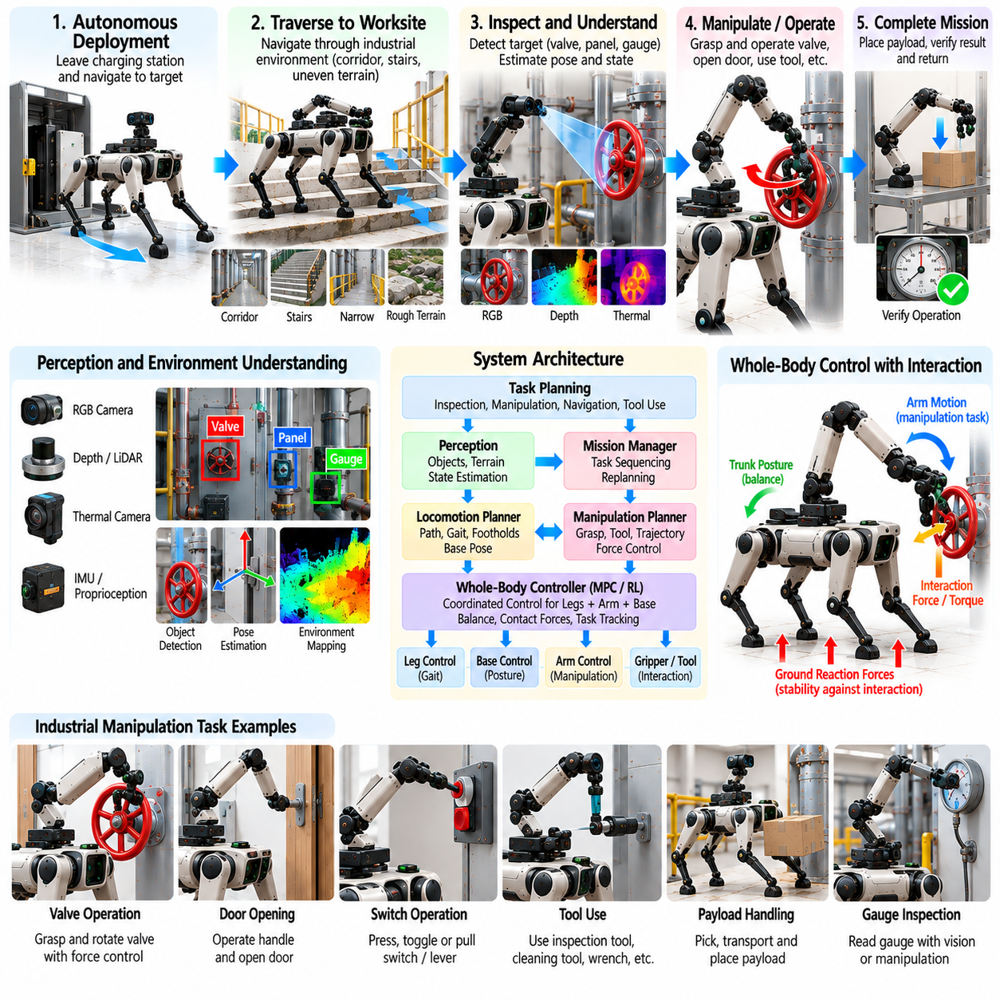 1. Autonomous
Deployment
Leave charging station
and navigate to target
2. Traverse to Worksite
Navigate through industrial
environment (corridor, stairs,
uneven terrain)
Corridor
Stairs
Narrow
Rough Terrain
3. Inspect and Understand
Detect target (valve, panel, gauge)
Estimate pose and state
RGB
Depth
Thermal
4. Manipulate / Operate
Grasp and operate valve,
open door, use tool, etc.
5. Complete Mission
Place payload, verify result
and return
Verify Operation
Perception and Environment Understanding
RGB Camera
Depth / LiDAR
Thermal Camera
IMU /
Proprioception
Valve
Panel
Gauge
Object
Detection
Pose
Estimation
Environment
Mapping
System Architecture
Task Planning
Inspection, Manipulation, Navigation, Tool Use
Perception
Objects, Terrain
State Estimation
Mission Manager
Task Sequencing
Replanning
Locomotion Planner
Path, Gait, Footholds
Base Pose
Manipulation Planner
Grasp, Tool, Trajectory
Force Control
Whole-Body Controller (MPC / RL)
Coordinated Control for Legs + Arm + Base
Balance, Contact Forces, Task Tracking
Leg Control
(Gait)
Base Control
(Posture)
Arm Control
(Manipulation)
Gripper / Tool
(Interaction)
Whole-Body Control with Interaction
Arm Motion
(manipulation task)
Trunk Posture
(balance)
Interaction
Force / Torque
Ground Reaction Forces
(stability against interaction)
Industrial Manipulation Task Examples
Valve Operation
Grasp and rotate valve
with force control
Door Opening
Operate handle
and open door
Switch Operation
Press, toggle or pull
switch / lever
Tool Use
Use inspection tool,
cleaning tool, wrench, etc.
Payload Handling
Pick, transport and
place payload
Gauge Inspection
Read gauge with vision
or manipulation